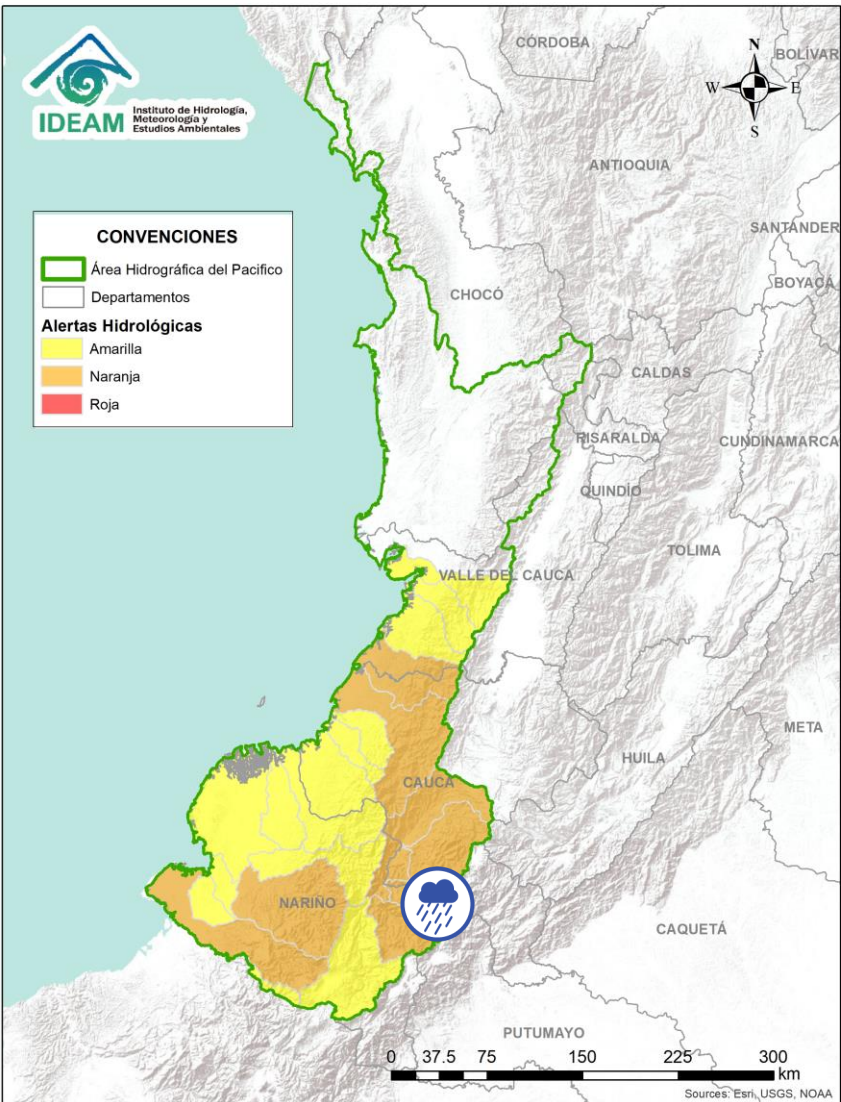 IDEAM
Instituto de Hidrología,
Meteorología y
Estudios Ambientales
N
W
E
S
CÓRDOBA
BOLÍVAR
ANTIOQUIA
SANTANDER
BOYACÁ
CHOCÓ
CALDAS
RISARALDA
CUNDINAMARCA
QUINDÍO
TOLIMA
VALLE DEL CAUCA
META
HUILA
CAUCA
NARIÑO
CAQUETÁ
PUTUMAYO
CONVENCIONES
Área Hidrográfica del Pacifico
Departamentos
Alertas Hidrológicas
Amarilla
Naranja
Roja
0 37.5 75 150 225 300
km
Sources: Esri, USGS, NOAA